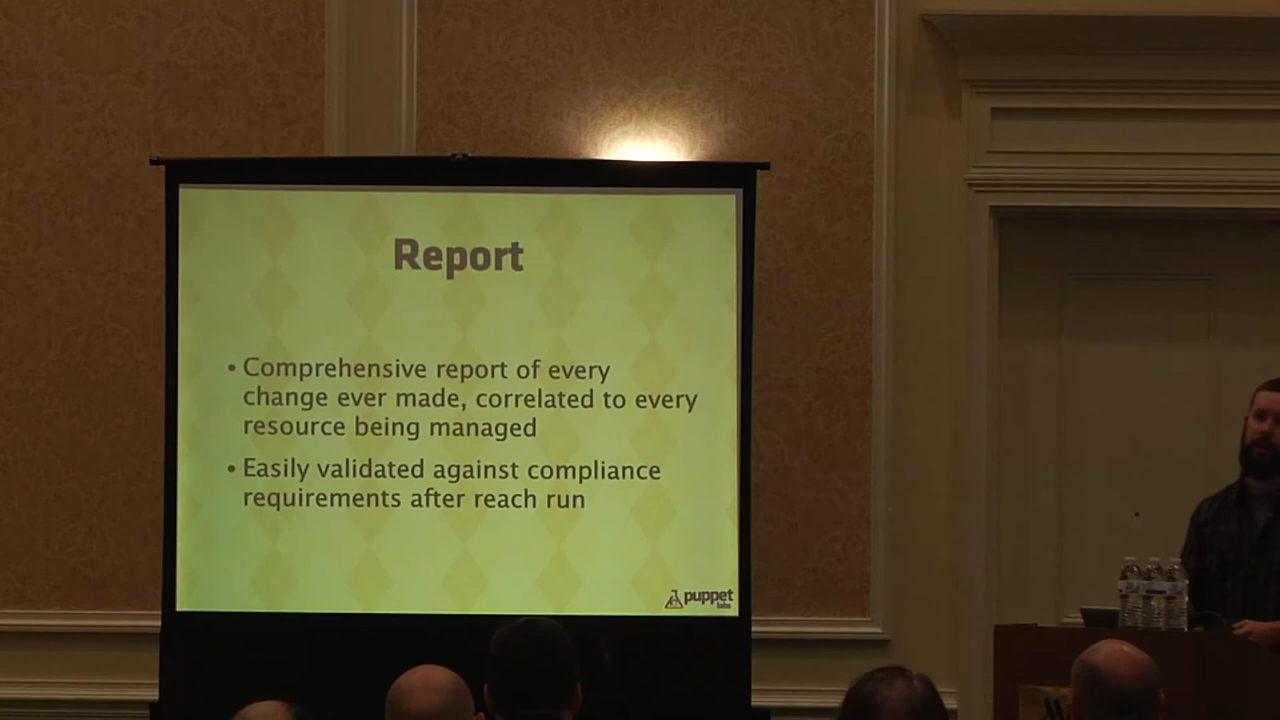 Report
• Comprehensive report of every
change ever made, correlated to every
resource being managed
• Easily validated against compliance
requirements after reach run
puppet
labs